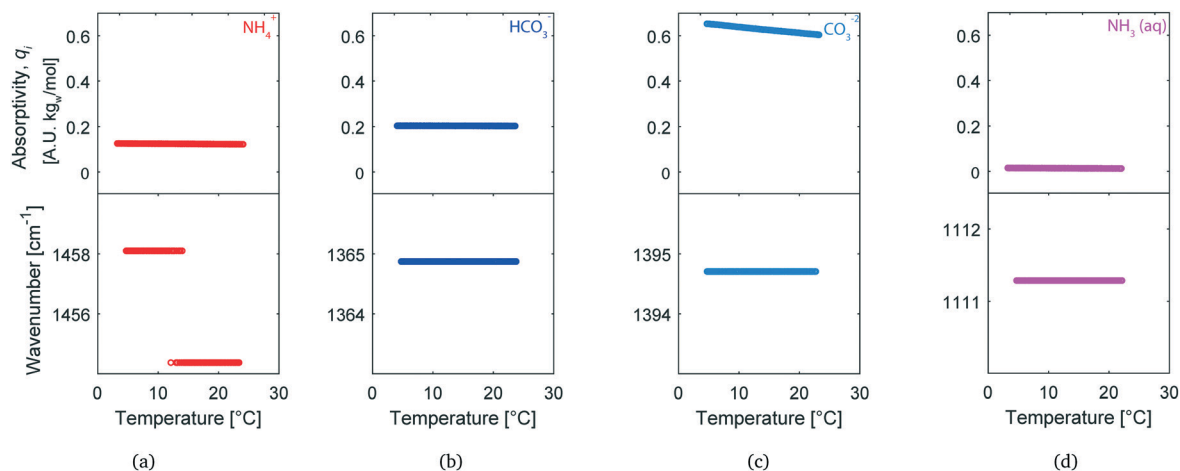 Absorptivity, qᵢ
[A.U. kg_w/mol]
Wavenumber [cm⁻¹]
NH₄⁺
0.6
0.4
0.2
0
1458
1456
0 10 20 30
Temperature [°C]
(a)
HCO₃⁻
0.6
0.4
0.2
0
1365
1364
0 10 20 30
Temperature [°C]
(b)
CO₃⁻²
0.6
0.4
0.2
0
1395
1394
0 10 20 30
Temperature [°C]
(c)
NH₃ (aq)
0.6
0.4
0.2
0
1112
1111
0 10 20 30
Temperature [°C]
(d)